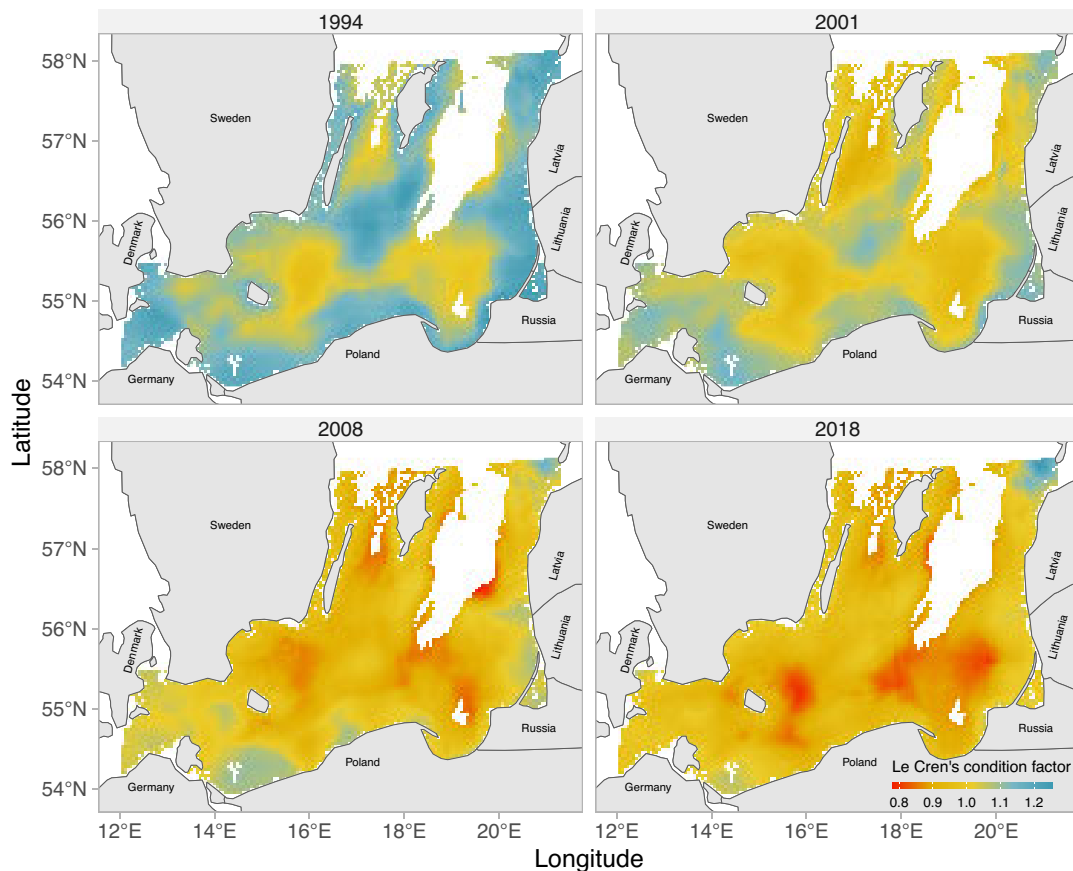 1994
2001
58°N
57°N
56°N
55°N
54°N
Sweden
Denmark
Germany
Poland
Russia
Lithuania
Latvia
Sweden
Denmark
Germany
Poland
Russia
Lithuania
Latvia
Latitude
2008
2018
58°N
57°N
56°N
55°N
54°N
Sweden
Denmark
Germany
Poland
Russia
Lithuania
Latvia
Sweden
Denmark
Germany
Poland
Russia
Lithuania
Latvia
Le Cren's condition factor
0.8 0.9 1.0 1.1 1.2
12°E 14°E 16°E 18°E 20°E
12°E 14°E 16°E 18°E 20°E
Longitude